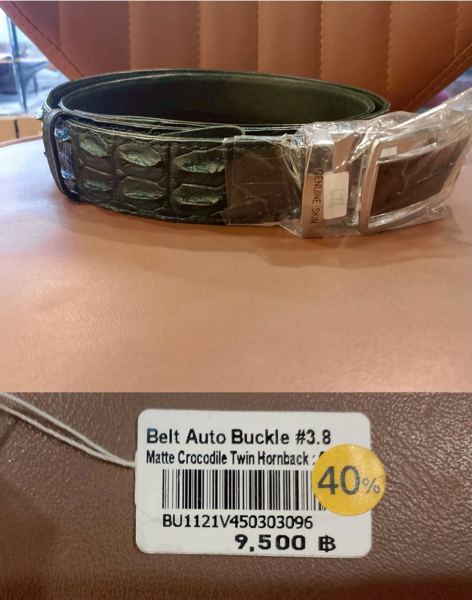 GENUINE SKIN
Belt Auto Buckle #3.8
Matte Crocodile Twin Hornback :
40%
BU1121V450303096
9,500 ฿